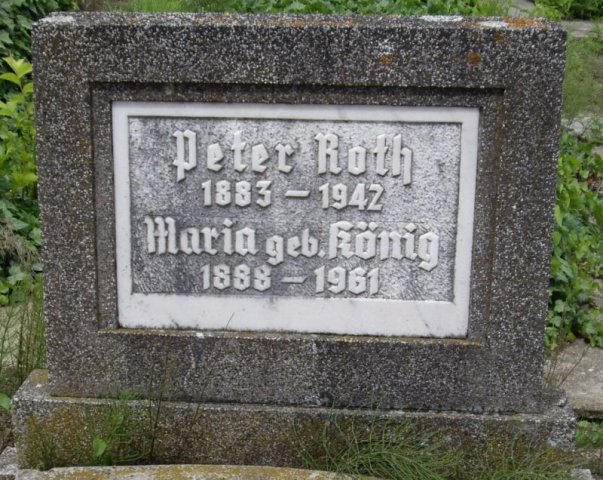 Peter Roth
1883 – 1942
Maria geb. König
1888 – 1961